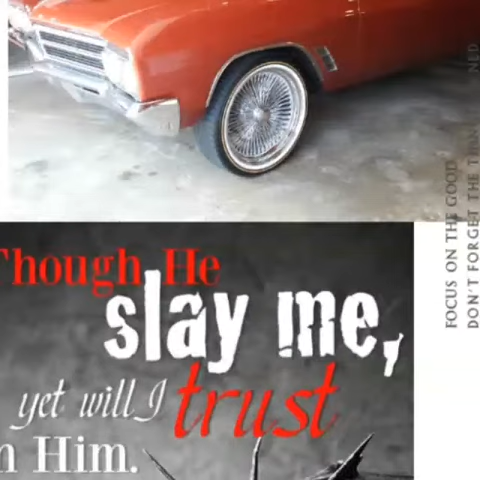 Though He
slay me,
yet will I trust
Him.
FOCUS ON THE GOOD
DON'T FORGET THE